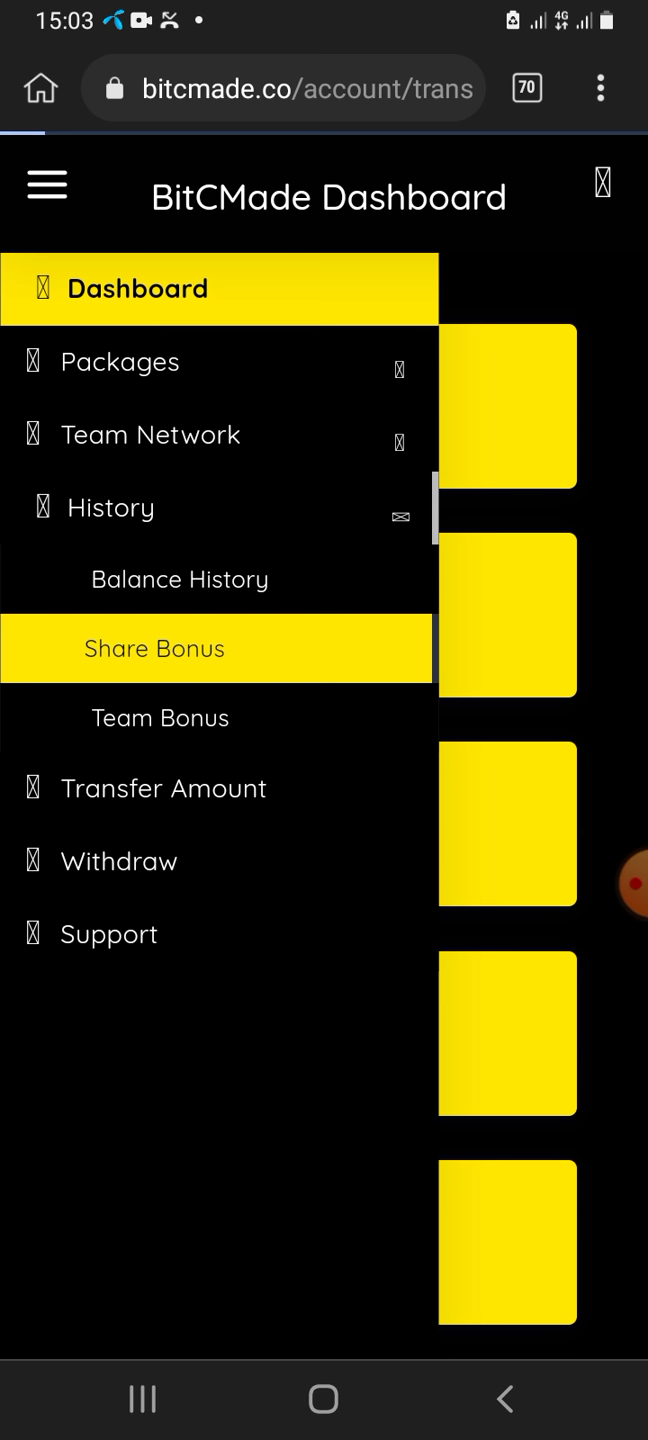 15:03
4G
bitcmade.co/account/trans
70
BitCMade Dashboard
Dashboard
Packages
Team Network
History
Balance History
Share Bonus
Team Bonus
Transfer Amount
Withdraw
Support